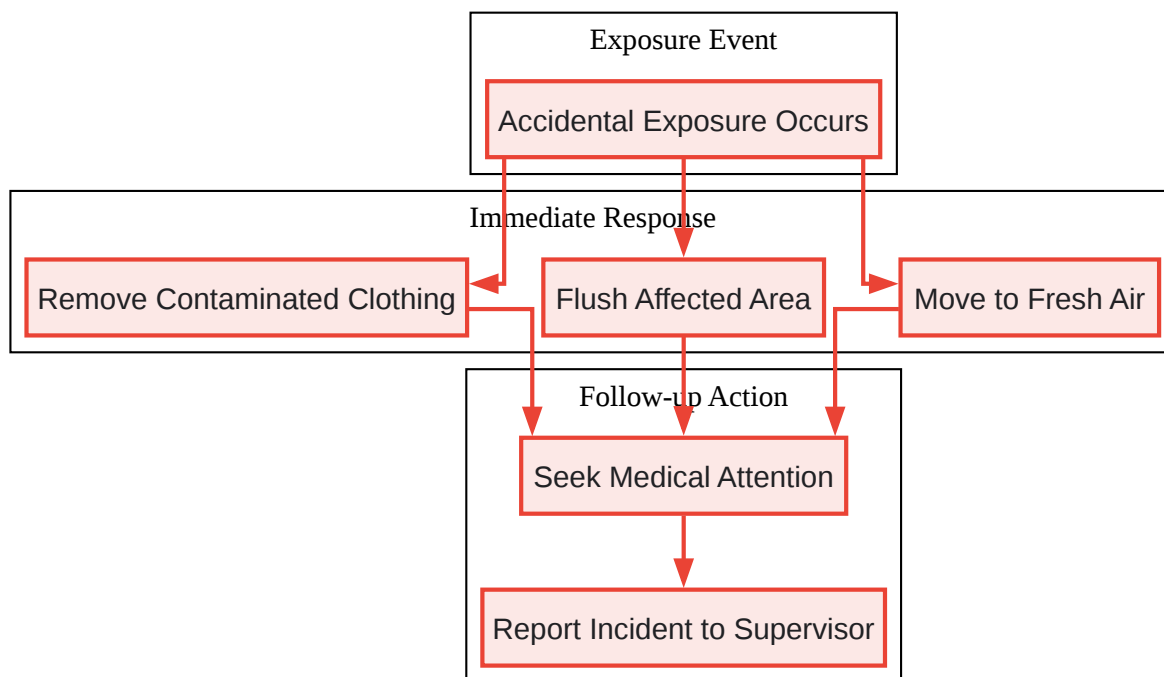 Exposure Event
Accidental Exposure Occurs
Immediate Response
Remove Contaminated Clothing
Flush Affected Area
Move to Fresh Air
Follow-up Action
Seek Medical Attention
Report Incident to Supervisor